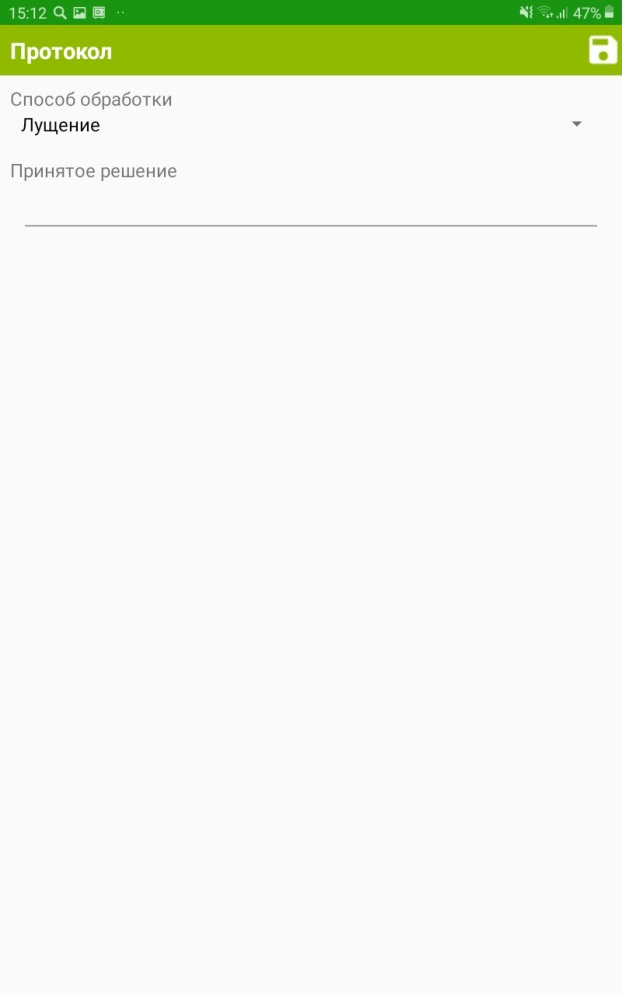 15:12 47%
Протокол
Способ обработки
Лущение
Принятое решение